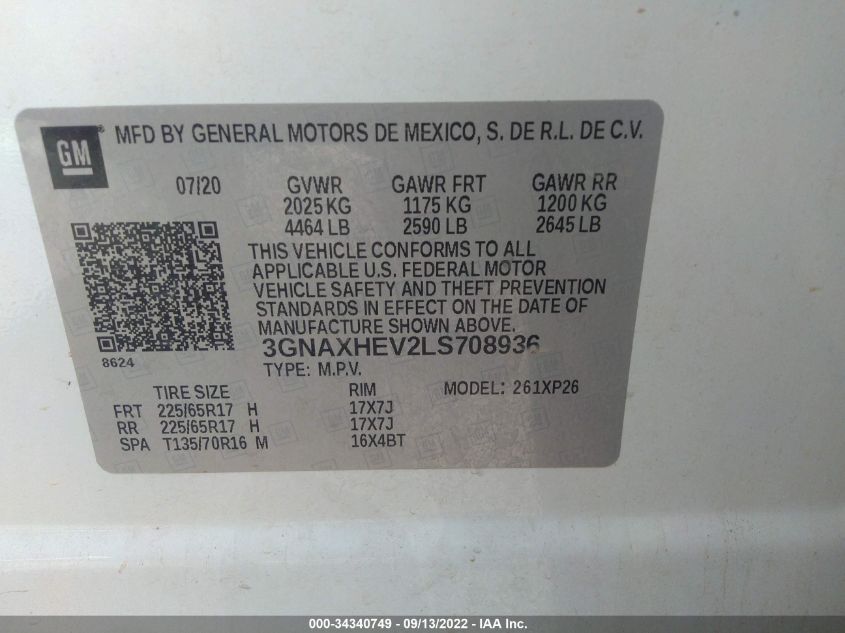 GM
MFD BY GENERAL MOTORS DE MEXICO, S. DE R.L. DE C.V.
07/20 GVWR GAWR FRT GAWR RR
2025 KG 1175 KG 1200 KG
4464 LB 2590 LB 2645 LB
THIS VEHICLE CONFORMS TO ALL
APPLICABLE U.S. FEDERAL MOTOR
VEHICLE SAFETY AND THEFT PREVENTION
STANDARDS IN EFFECT ON THE DATE OF
MANUFACTURE SHOWN ABOVE.
8624
3GNAXHEV2LS708936
TYPE: M.P.V.
TIRE SIZE RIM MODEL: 261XP26
FRT 225/65R17 H 17X7J
RR 225/65R17 H 17X7J
SPA T135/70R16 M 16X4BT
000-34340749 - 09/13/2022 - IAA Inc.